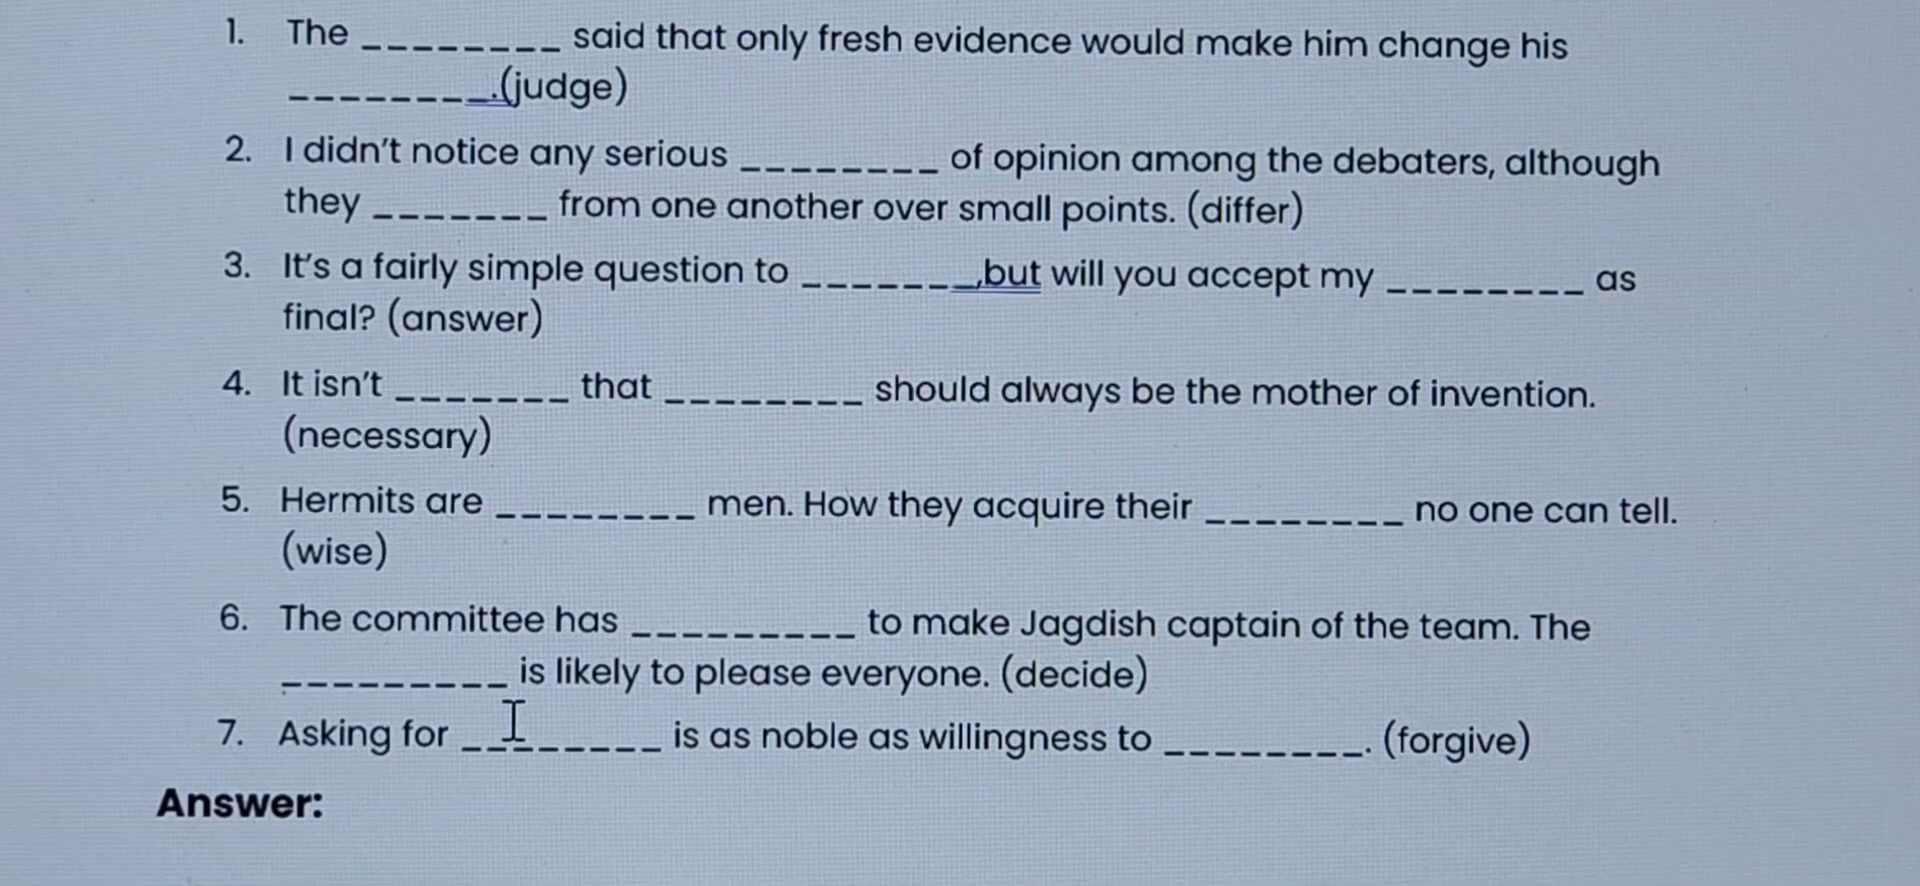 1. The ________ said that only fresh evidence would make him change his
________.(judge)
2. I didn't notice any serious ________ of opinion among the debaters, although
they _______ from one another over small points. (differ)
3. It's a fairly simple question to _______,but will you accept my ________ as
final? (answer)
4. It isn't _______ that ________ should always be the mother of invention.
(necessary)
5. Hermits are ________ men. How they acquire their ________ no one can tell.
(wise)
6. The committee has _________ to make Jagdish captain of the team. The
_________ is likely to please everyone. (decide)
7. Asking for ________ is as noble as willingness to ________. (forgive)
Answer: